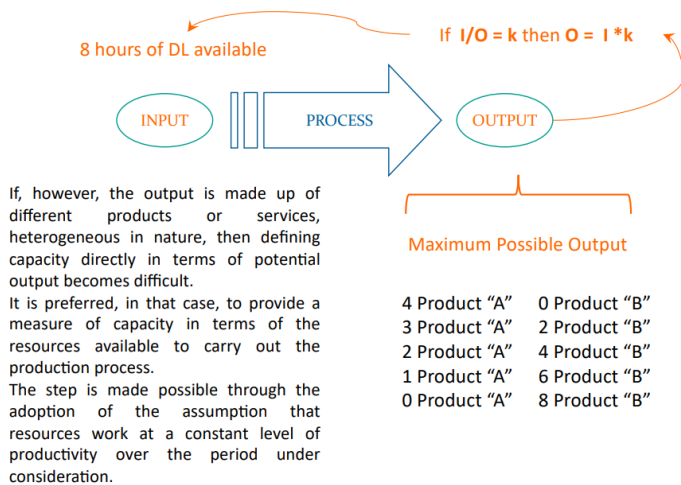 If I/O = k then O = I *k
8 hours of DL available
INPUT
PROCESS
OUTPUT
If, however, the output is made up of
different products or services,
heterogeneous in nature, then defining
capacity directly in terms of potential
output becomes difficult.
It is preferred, in that case, to provide a
measure of capacity in terms of the
resources available to carry out the
production process.
The step is made possible through the
adoption of the assumption that
resources work at a constant level of
productivity over the period under
consideration.
Maximum Possible Output
4 Product “A” 0 Product “B”
3 Product “A” 2 Product “B”
2 Product “A” 4 Product “B”
1 Product “A” 6 Product “B”
0 Product “A” 8 Product “B”